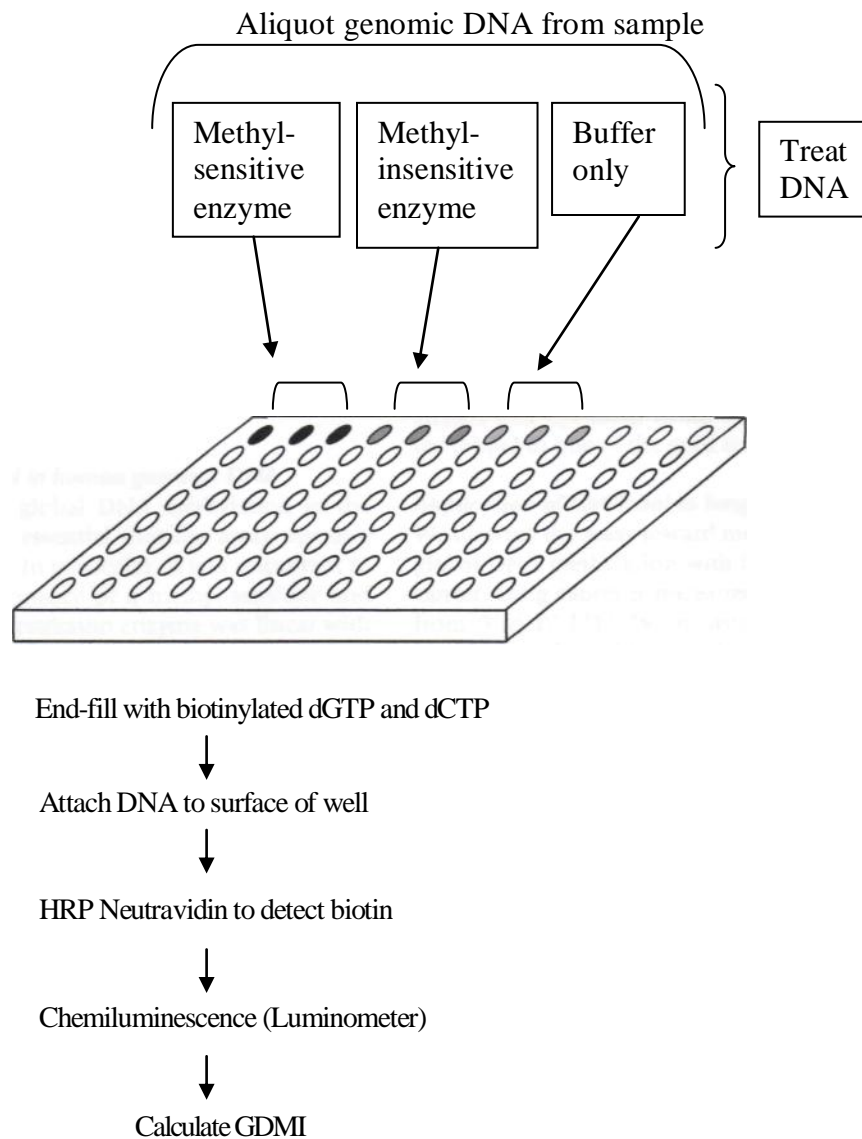 Aliquot genomic DNA from sample
Methyl-
sensitive
enzyme
Methyl-
insensitive
enzyme
Buffer
only
Treat
DNA
End-fill with biotinylated dGTP and dCTP
Attach DNA to surface of well
HRP Neutravidin to detect biotin
Chemiluminescence (Luminometer)
Calculate GDMI